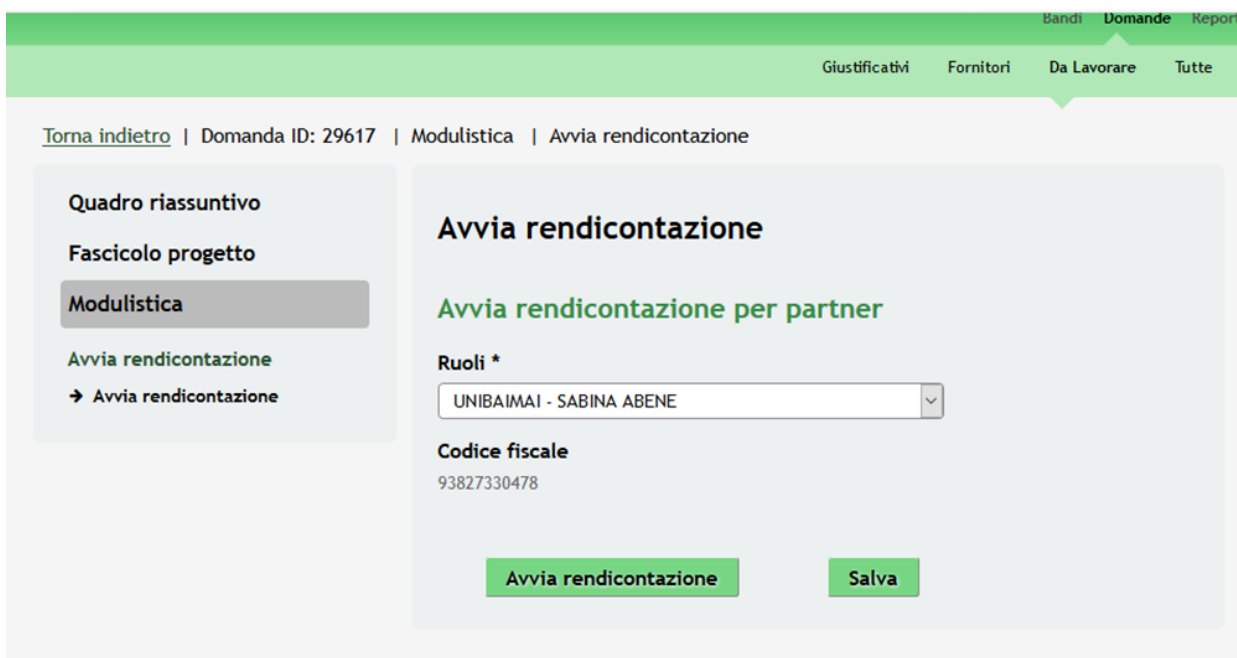 Bandi Domande Report
Giustificativi Fornitori Da Lavorare Tutte
Torna indietro | Domanda ID: 29617 | Modulistica | Avvia rendicontazione
Quadro riassuntivo
Fascicolo progetto
Modulistica
Avvia rendicontazione
➔ Avvia rendicontazione
Avvia rendicontazione
Avvia rendicontazione per partner
Ruoli *
UNIBAIMAI - SABINA ABENE
Codice fiscale
93827330478
Avvia rendicontazione Salva